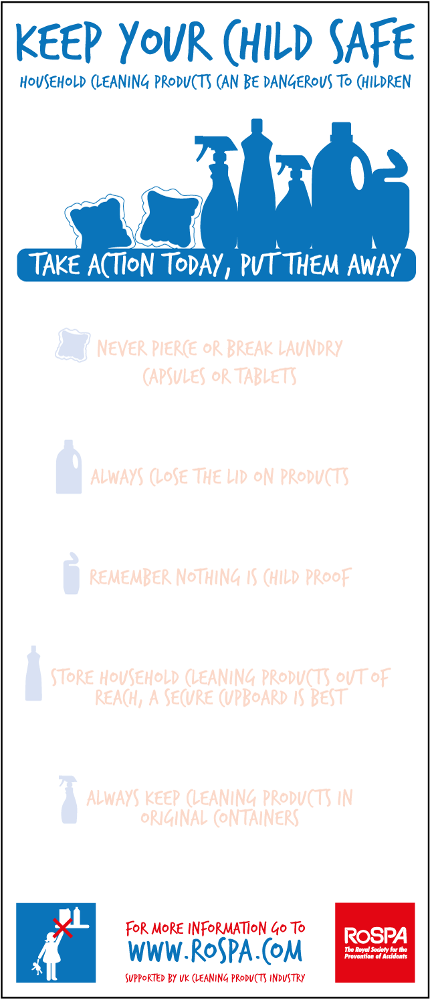 KEEP YOUR CHILD SAFE
HOUSEHOLD CLEANING PRODUCTS CAN BE DANGEROUS TO CHILDREN
TAKE ACTION TODAY, PUT THEM AWAY
NEVER PIERCE OR BREAK LAUNDRY
CAPSULES OR TABLETS
ALWAYS CLOSE THE LID ON PRODUCTS
REMEMBER NOTHING IS CHILD PROOF
STORE HOUSEHOLD CLEANING PRODUCTS OUT OF
REACH, A SECURE CUPBOARD IS BEST
ALWAYS KEEP CLEANING PRODUCTS IN
ORIGINAL CONTAINERS
FOR MORE INFORMATION GO TO
WWW.ROSPA.COM
SUPPORTED BY UK CLEANING PRODUCTS INDUSTRY
RoSPA
The Royal Society for the
Prevention of Accidents